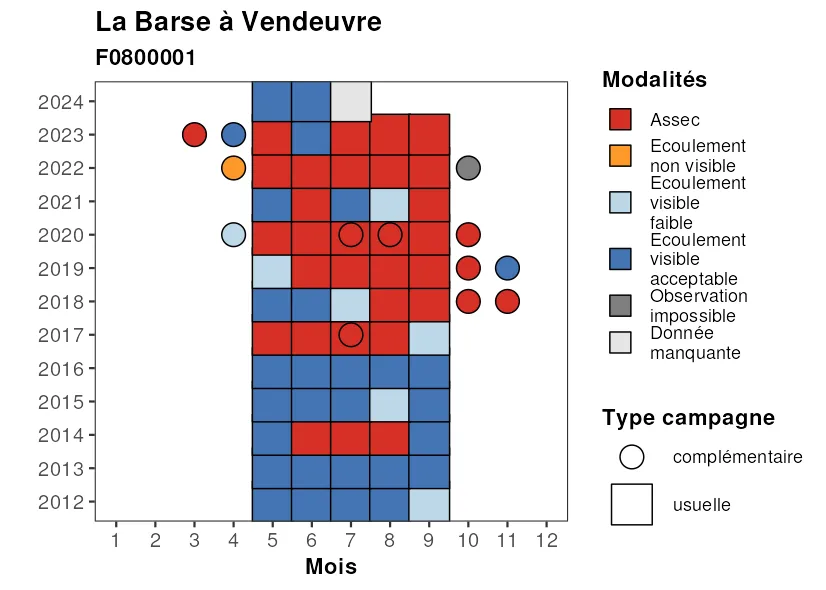 La Barse à Vendeuvre
F0800001
2024
2023
2022
2021
2020
2019
2018
2017
2016
2015
2014
2013
2012
1 2 3 4 5 6 7 8 9 10 11 12
Mois
Modalités
Assec
Ecoulement
non visible
Ecoulement
visible
faible
Ecoulement
visible
acceptable
Observation
impossible
Donnée
manquante
Type campagne
complémentaire
usuelle